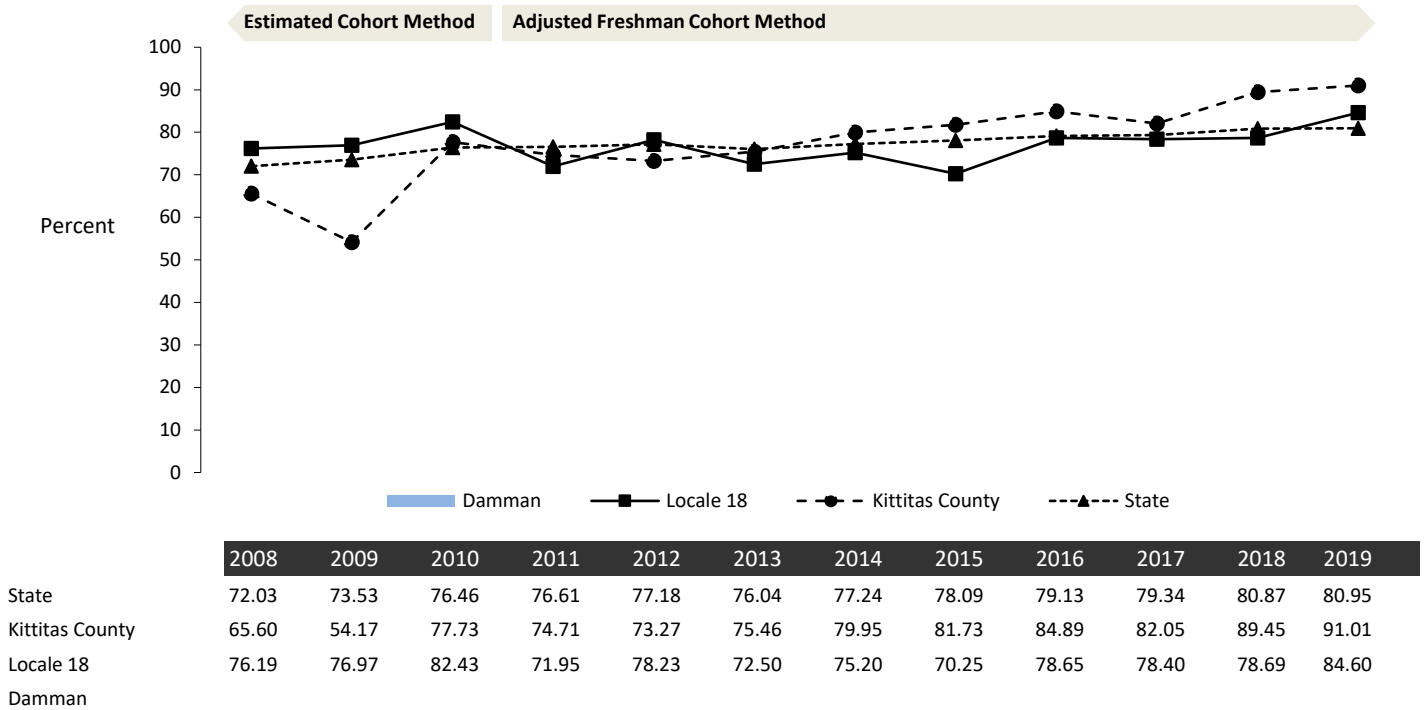 Estimated Cohort Method Adjusted Freshman Cohort Method
100
90
80
70
60
50
40
30
20
10
0
Percent
Damman Locale 18 Kittitas County State
2008 2009 2010 2011 2012 2013 2014 2015 2016 2017 2018 2019
State 72.03 73.53 76.46 76.61 77.18 76.04 77.24 78.09 79.13 79.34 80.87 80.95
Kittitas County 65.60 54.17 77.73 74.71 73.27 75.46 79.95 81.73 84.89 82.05 89.45 91.01
Locale 18 76.19 76.97 82.43 71.95 78.23 72.50 75.20 70.25 78.65 78.40 78.69 84.60
Damman